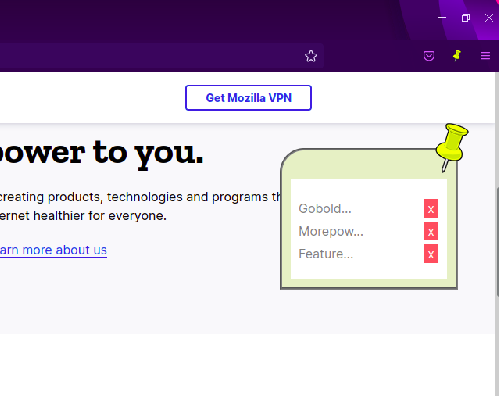 Get Mozilla VPN
power to you.
creating products, technologies and programs th
ernet healthier for everyone.
arn more about us
Gobold... x
Morepow... x
Feature... x